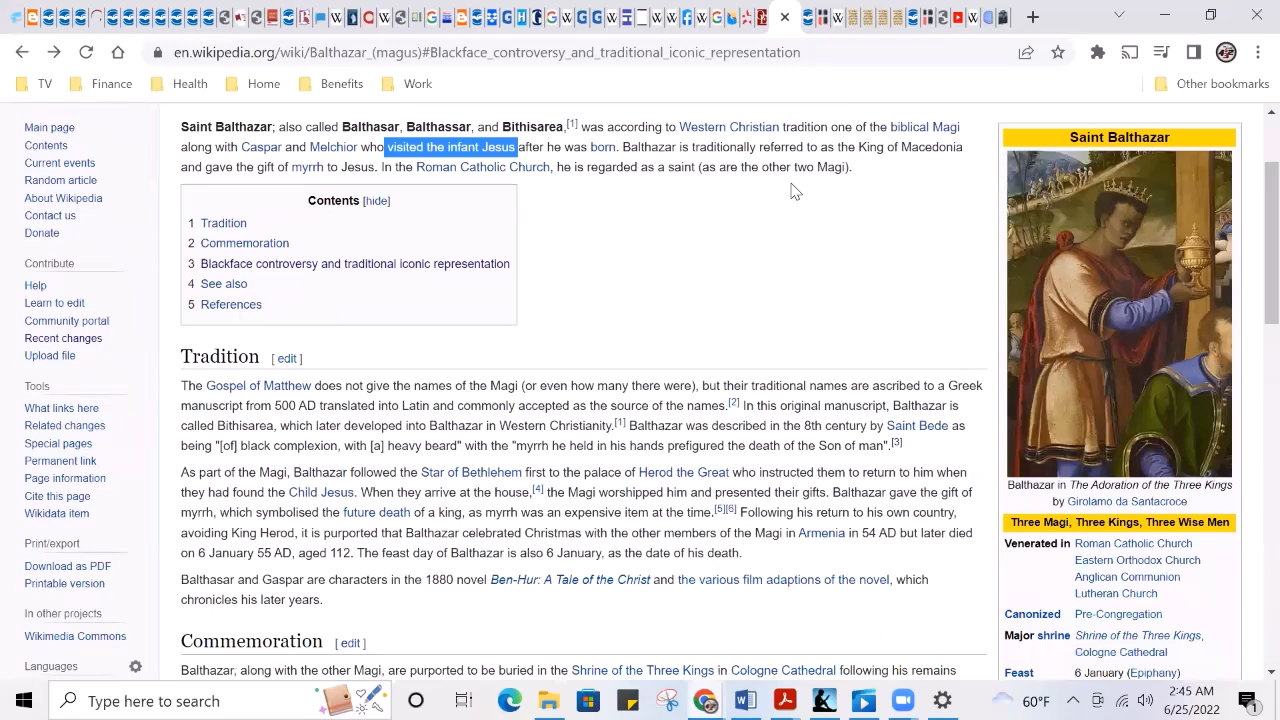 en.wikipedia.org/wiki/Balthazar_(magus)#Blackface_controversy_and_traditional_iconic_representation
TV Finance Health Home Benefits Work Other bookmarks
Main page
Contents
Current events
Random article
About Wikipedia
Contact us
Donate
Contribute
Help
Learn to edit
Community portal
Recent changes
Upload file
Tools
What links here
Related changes
Special pages
Permanent link
Page information
Cite this page
Wikidata item
Print/export
Download as PDF
Printable version
In other projects
Wikimedia Commons
Languages
Saint Balthazar; also called Balthasar, Balthassar, and Bithisarea,[1] was according to Western Christian tradition one of the biblical Magi
along with Caspar and Melchior who visited the infant Jesus after he was born. Balthazar is traditionally referred to as the King of Macedonia
and gave the gift of myrrh to Jesus. In the Roman Catholic Church, he is regarded as a saint (as are the other two Magi).
Contents [hide]
1 Tradition
2 Commemoration
3 Blackface controversy and traditional iconic representation
4 See also
5 References
Tradition [ edit ]
The Gospel of Matthew does not give the names of the Magi (or even how many there were), but their traditional names are ascribed to a Greek
manuscript from 500 AD translated into Latin and commonly accepted as the source of the names.[2] In this original manuscript, Balthazar is
called Bithisarea, which later developed into Balthazar in Western Christianity.[1] Balthazar was described in the 8th century by Saint Bede as
being "[of] black complexion, with [a] heavy beard" with the "myrrh he held in his hands prefigured the death of the Son of man".[3]
As part of the Magi, Balthazar followed the Star of Bethlehem first to the palace of Herod the Great who instructed them to return to him when
they had found the Child Jesus. When they arrive at the house,[4] the Magi worshipped him and presented their gifts. Balthazar gave the gift of
myrrh, which symbolised the future death of a king, as myrrh was an expensive item at the time.[5][6] Following his return to his own country,
avoiding King Herod, it is purported that Balthazar celebrated Christmas with the other members of the Magi in Armenia in 54 AD but later died
on 6 January 55 AD, aged 112. The feast day of Balthazar is also 6 January, as the date of his death.
Balthasar and Gaspar are characters in the 1880 novel Ben-Hur: A Tale of the Christ and the various film adaptions of the novel, which
chronicles his later years.
Commemoration [ edit ]
Balthazar, along with the other Magi, are purported to be buried in the Shrine of the Three Kings in Cologne Cathedral following his remains
Saint Balthazar
Balthazar in The Adoration of the Three Kings
by Girolamo da Santacroce
Three Magi, Three Kings, Three Wise Men
Venerated in Roman Catholic Church
Eastern Orthodox Church
Anglican Communion
Lutheran Church
Canonized Pre-Congregation
Major shrine Shrine of the Three Kings,
Cologne Cathedral
Feast 6 January (Epiphany)
Type here to search
60°F
2:45 AM
6/25/2022